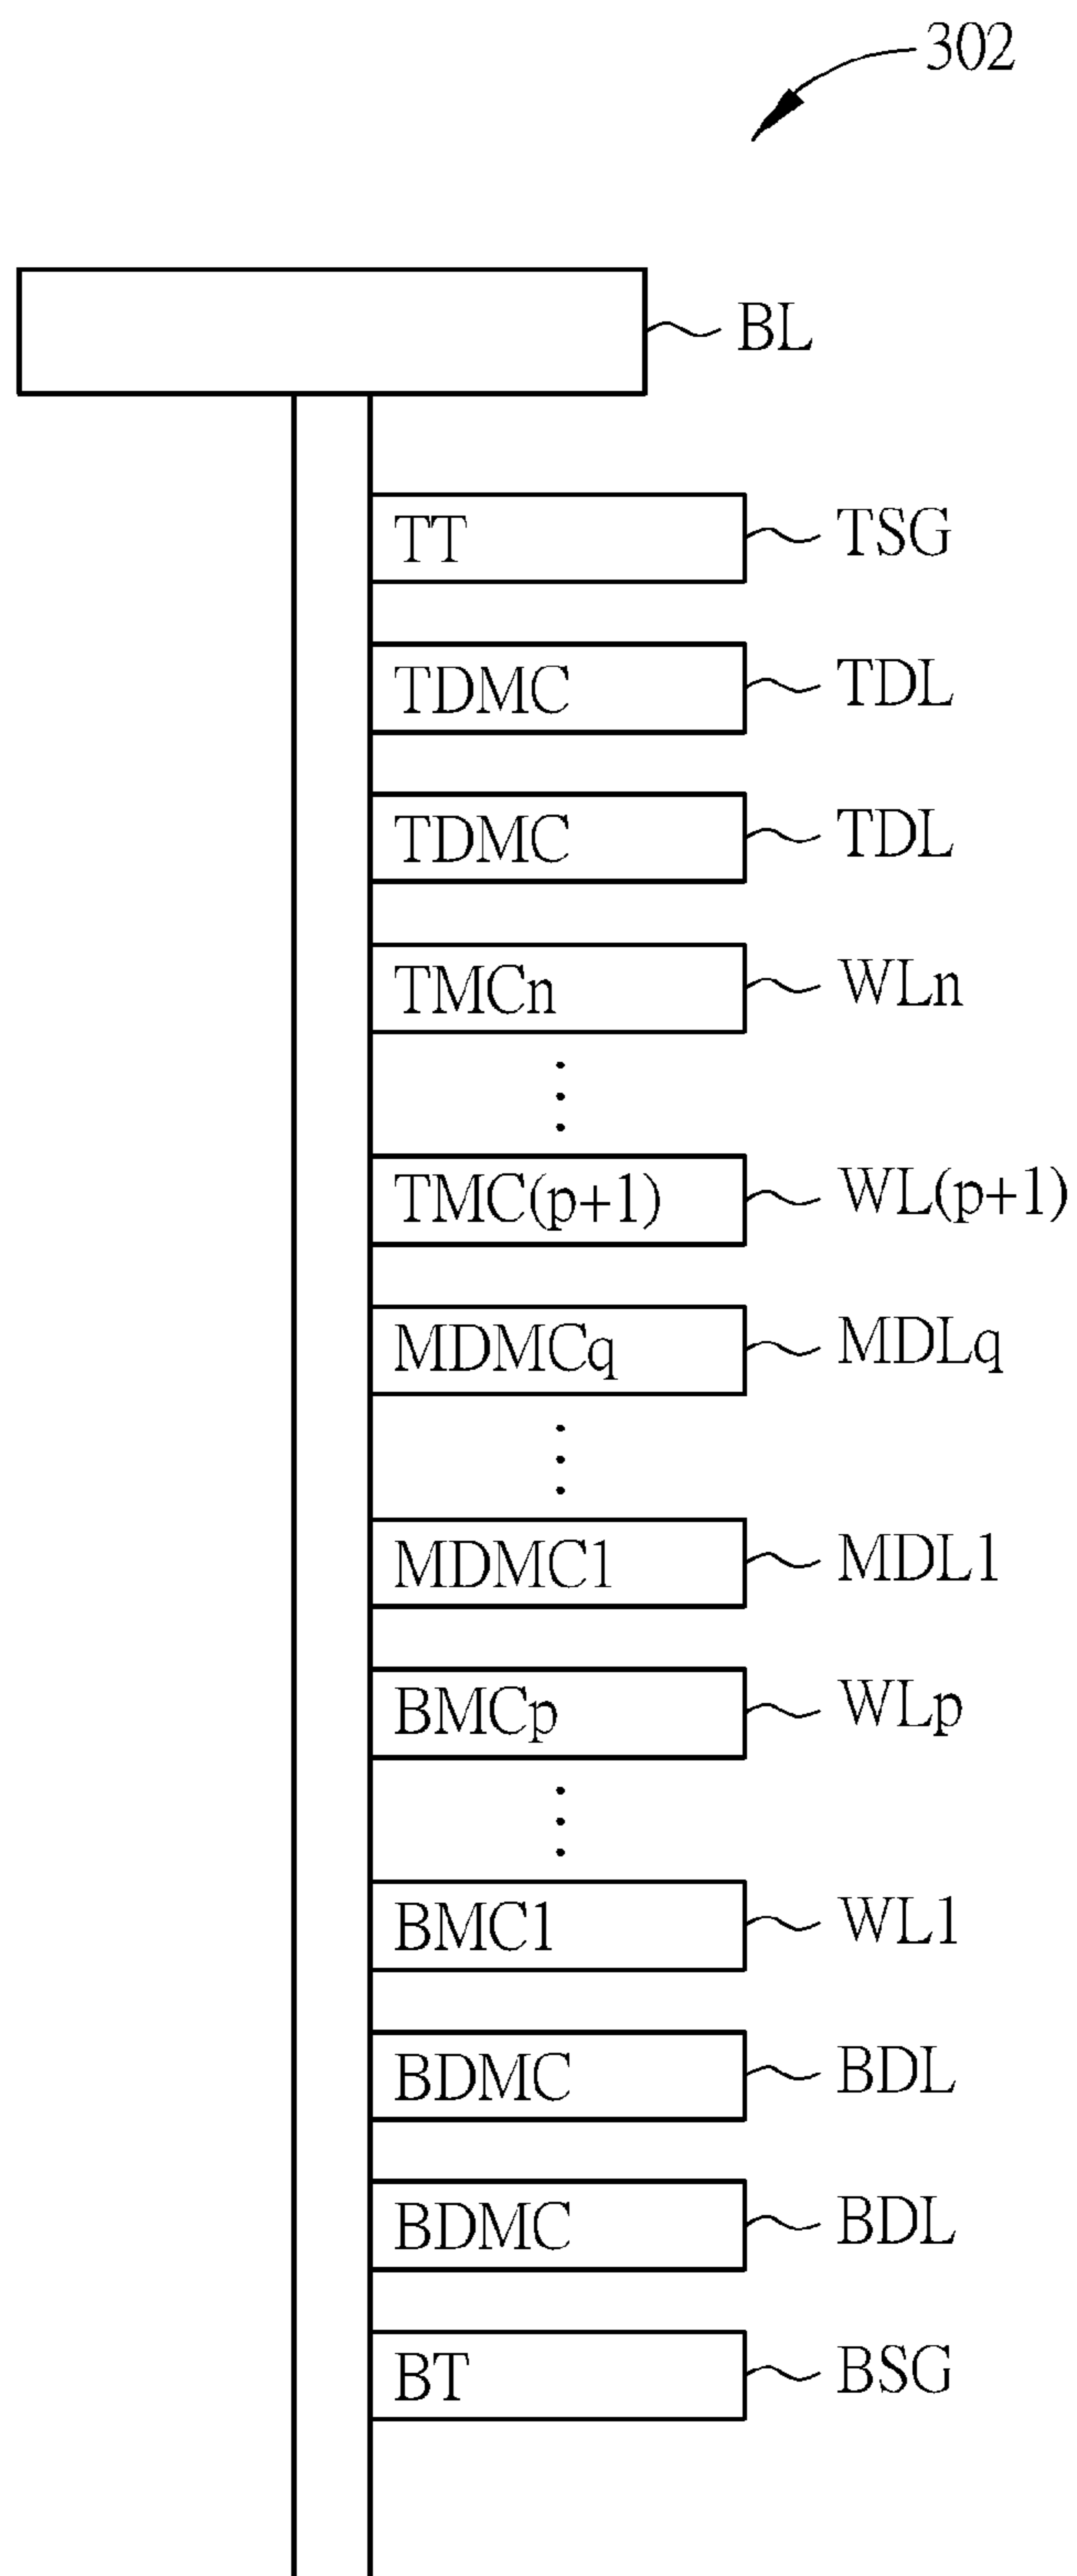 302
BL
TT TSG
TDMC TDL
TDMC TDL
TMCn WLn
TMC(p+1) WL(p+1)
MDMCq MDLq
MDMC1 MDL1
BMCp WLp
BMC1 WL1
BDMC BDL
BDMC BDL
BT BSG